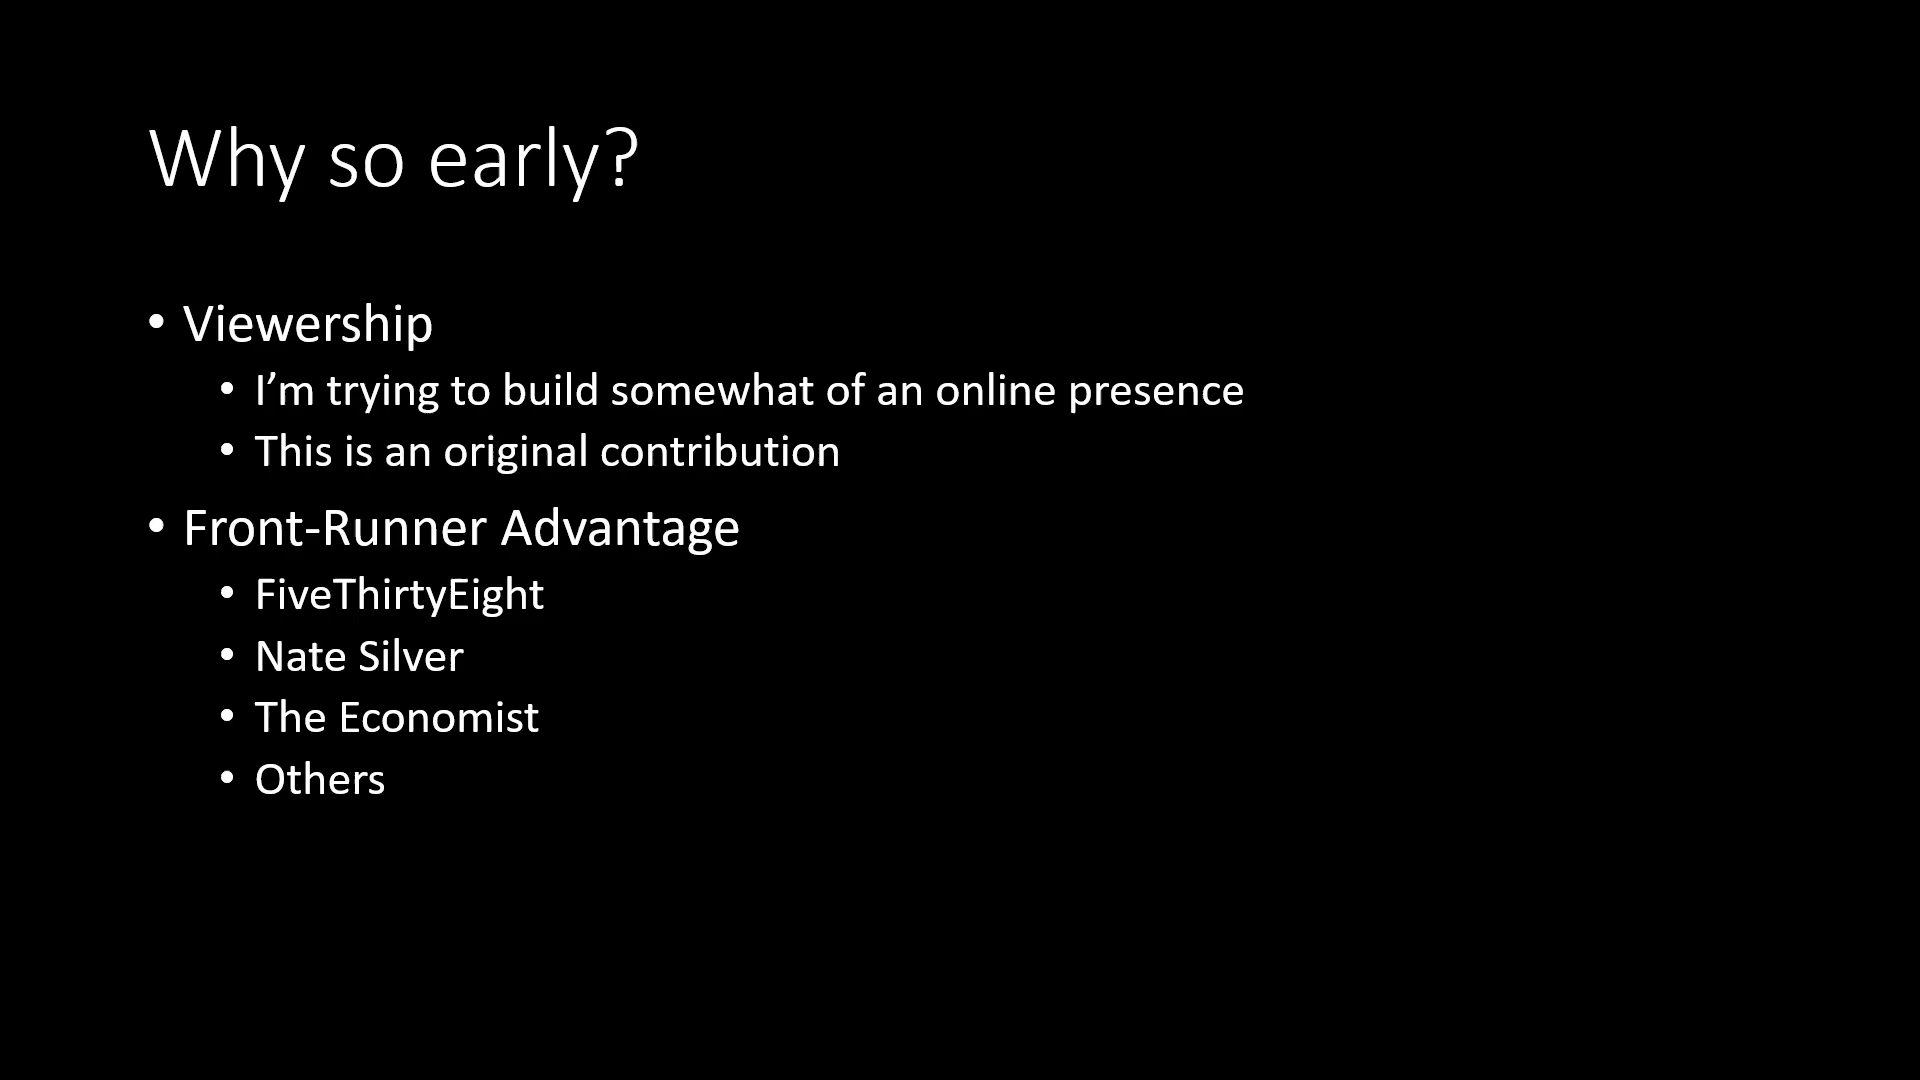 Why so early?
• Viewership
• I’m trying to build somewhat of an online presence
• This is an original contribution
• Front-Runner Advantage
• FiveThirtyEight
• Nate Silver
• The Economist
• Others